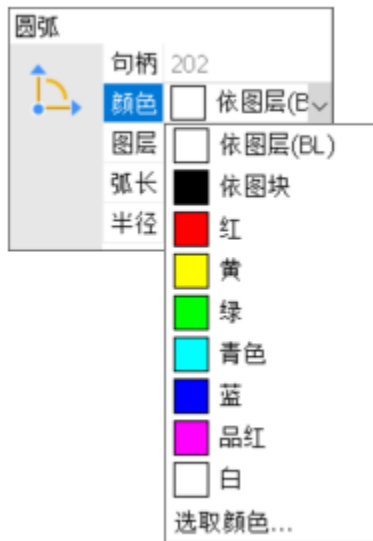 圆弧
句柄 202
颜色 依图层(B
图层 依图层(BL)
弧长 依图块
半径 红
黄
绿
青色
蓝
品红
白
选取颜色...